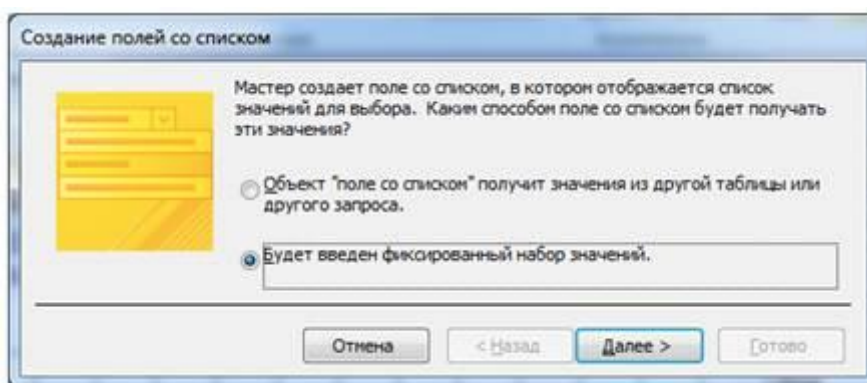 Создание полей со списком
Мастер создает поле со списком, в котором отображается список
значений для выбора. Каким способом поле со списком будет получать
эти значения?
Объект "поле со списком" получит значения из другой таблицы или
другого запроса.
Будет введен фиксированный набор значений.
Отмена
< Назад
Далее >
Готово